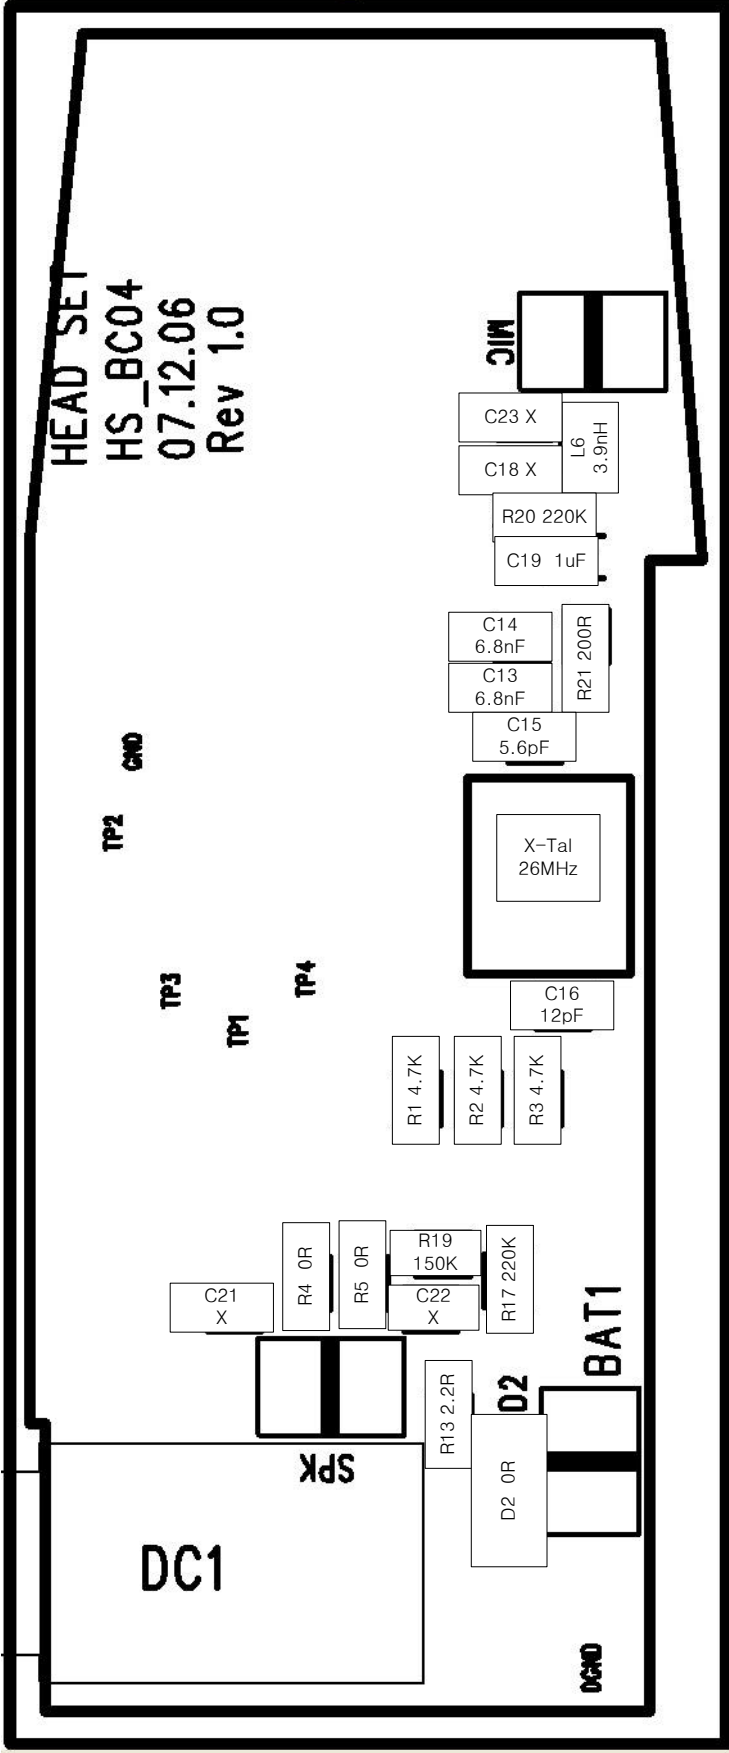 HEAD SET
HS_BC04
07.12.06
Rev 1.0
MIC
C23 X
C18 X
L6
3.9nH
R20 220K
C19 1uF
C14
6.8nF
C13
6.8nF
R21 200R
C15
5.6pF
GND
TP2
X-Tal
26MHz
TP3
TP4
TP1
C16
12pF
R1 4.7K
R2 4.7K
R3 4.7K
C21
X
R4 0R
R5 0R
R19
150K
C22
X
R17 220K
BAT1
R13 2.2R
D2
SPK
D2 0R
DC1
DGND